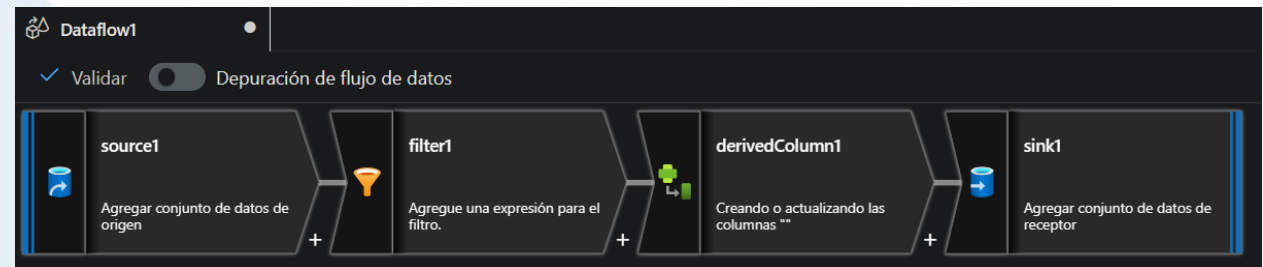 Dataflow1
Validar Depuración de flujo de datos
source1
Agregar conjunto de datos de
origen
+
filter1
Agregue una expresión para el
filtro.
+
derivedColumn1
Creando o actualizando las
columnas ""
+
sink1
Agregar conjunto de datos de
receptor